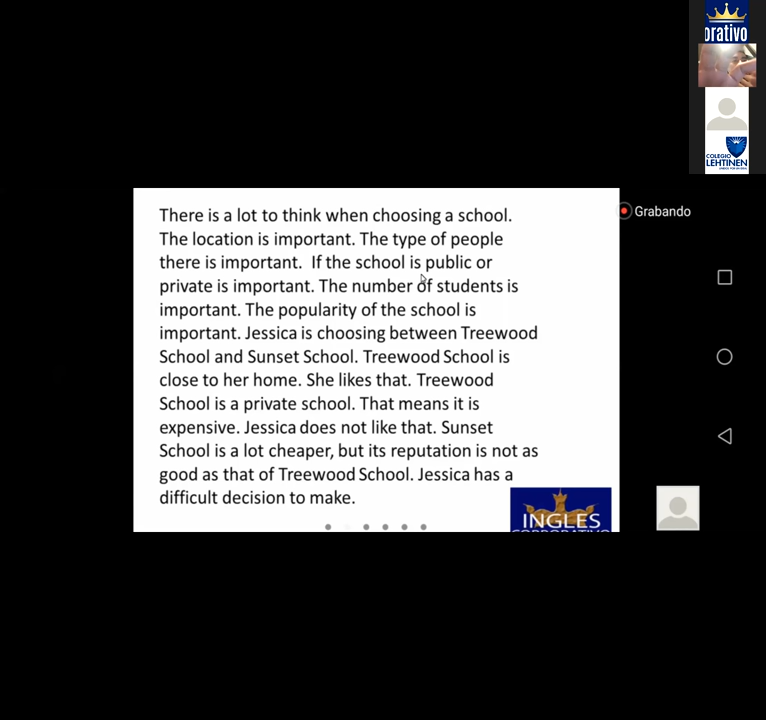 orativo
COLEGIO
LEHTINEN
Grabando
There is a lot to think when choosing a school.
The location is important. The type of people
there is important.  If the school is public or
private is important. The number of students is
important. The popularity of the school is
important. Jessica is choosing between Treewood
School and Sunset School. Treewood School is
close to her home. She likes that. Treewood
School is a private school. That means it is
expensive. Jessica does not like that. Sunset
School is a lot cheaper, but its reputation is not as
good as that of Treewood School. Jessica has a
difficult decision to make.
INGLES
CORPORATIVO